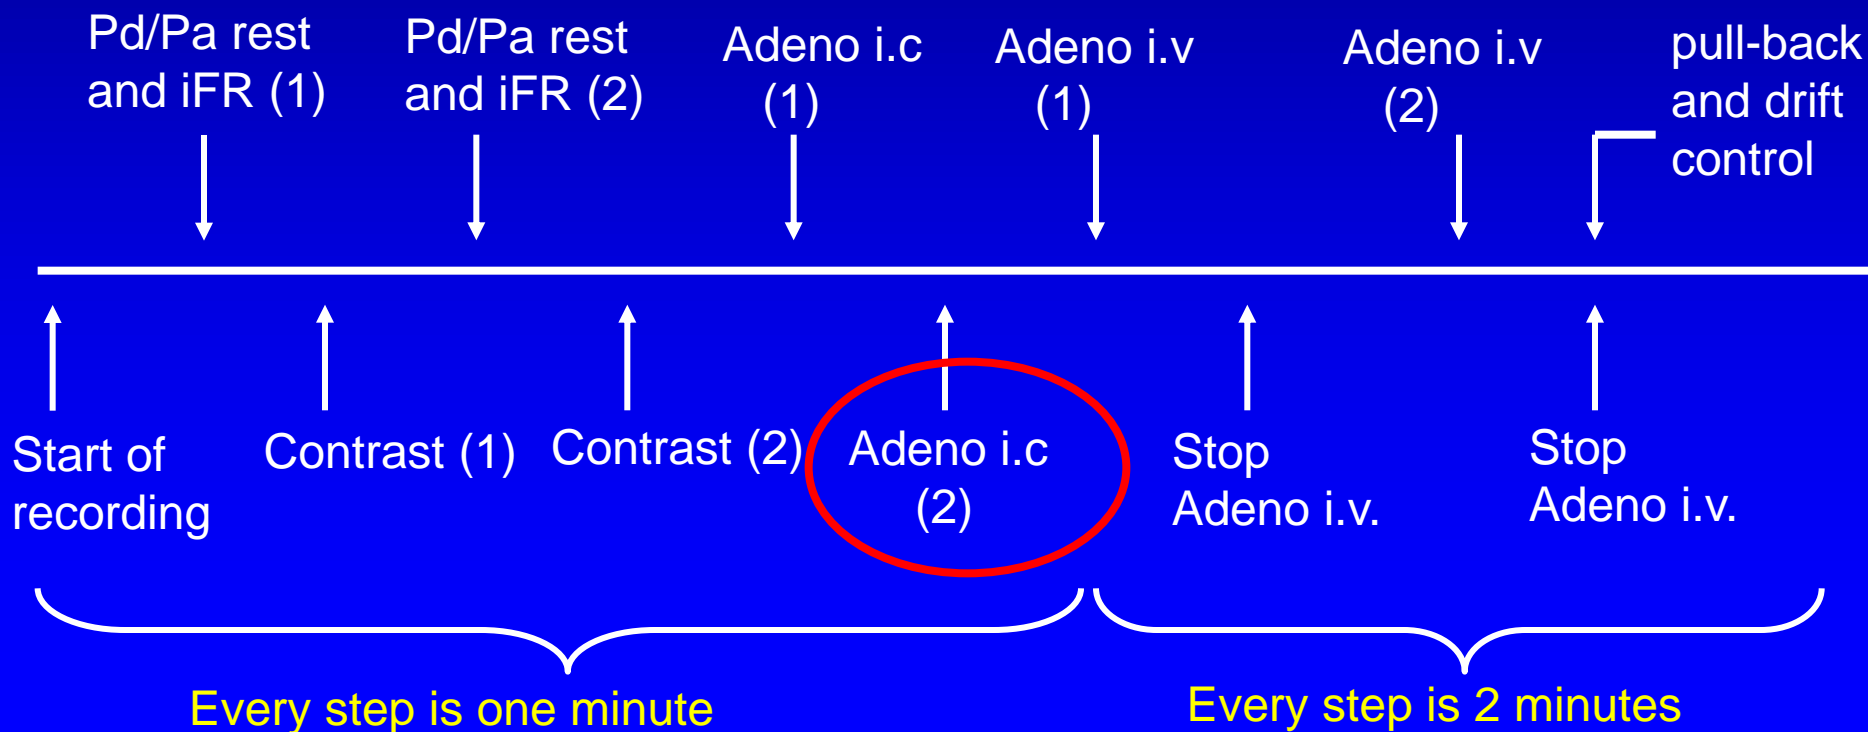 Pd/Pa rest
and iFR (1)
Pd/Pa rest
and iFR (2)
Adeno i.c
(1)
Adeno i.v
(1)
Adeno i.v
(2)
pull-back
and drift
control
Start of
recording
Contrast (1)
Contrast (2)
Adeno i.c
(2)
Stop
Adeno i.v.
Stop
Adeno i.v.
Every step is one minute
Every step is 2 minutes